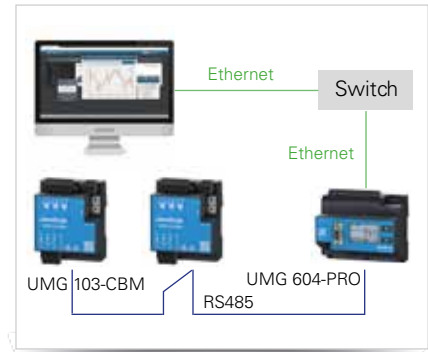 Ethernet
Switch
Ethernet
UMG 103-CBM
UMG 604-PRO
RS485